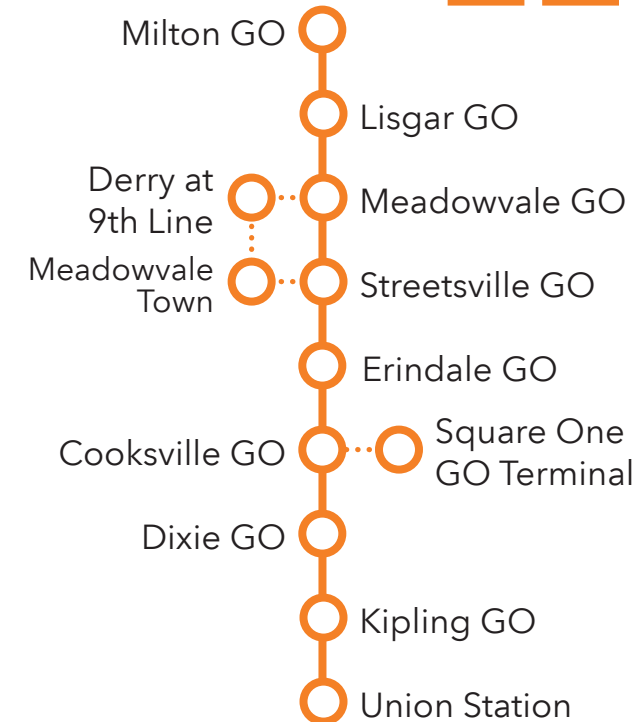 Milton GO
Lisgar GO
Derry at
9th Line
Meadowvale GO
Meadowvale
Town
Streetsville GO
Erindale GO
Square One
GO Terminal
Cooksville GO
Dixie GO
Kipling GO
Union Station